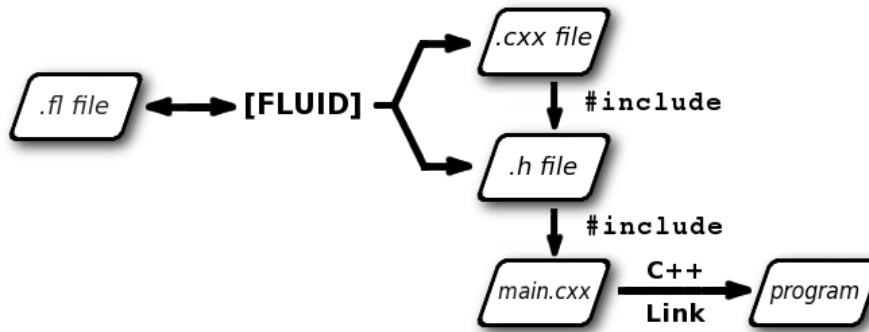 .cxx file
#include
.fl file
[FLUID]
.h file
#include
main.cxx
C++
Link
program